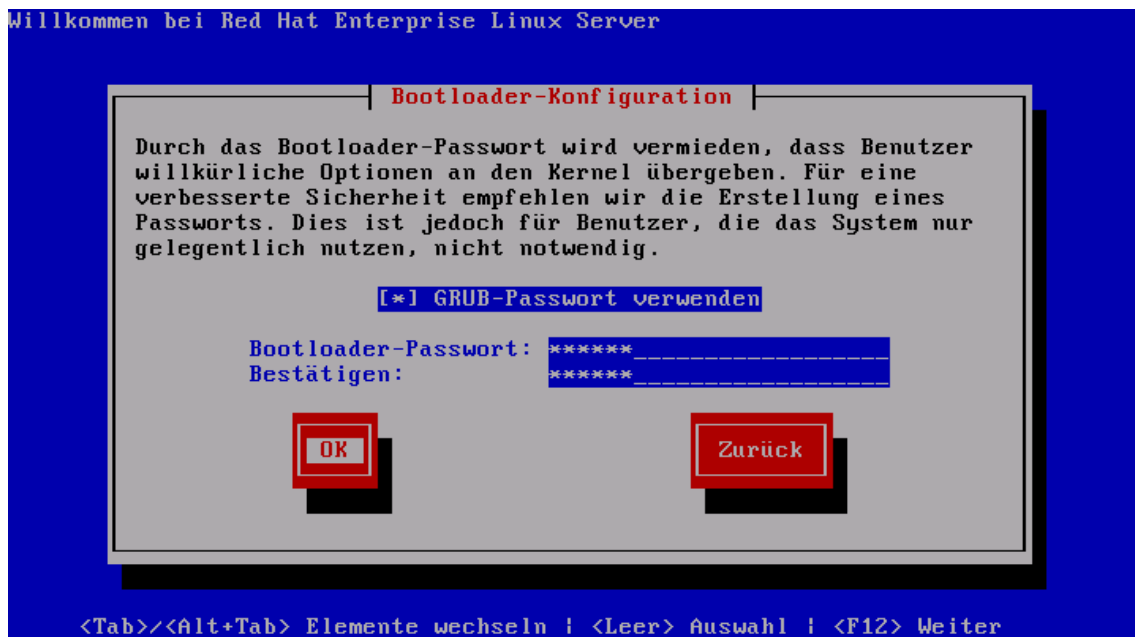 Willkommen bei Red Hat Enterprise Linux Server
Bootloader-Konfiguration
Durch das Bootloader-Passwort wird vermieden, dass Benutzer
willkürliche Optionen an den Kernel übergeben. Für eine
verbesserte Sicherheit empfehlen wir die Erstellung eines
Passworts. Dies ist jedoch für Benutzer, die das System nur
gelegentlich nutzen, nicht notwendig.
[*] GRUB-Passwort verwenden
Bootloader-Passwort: ******__________________
Bestätigen: ******__________________
OK Zurück
<Tab>/<Alt+Tab> Elemente wechseln | <Leer> Auswahl | <F12> Weiter